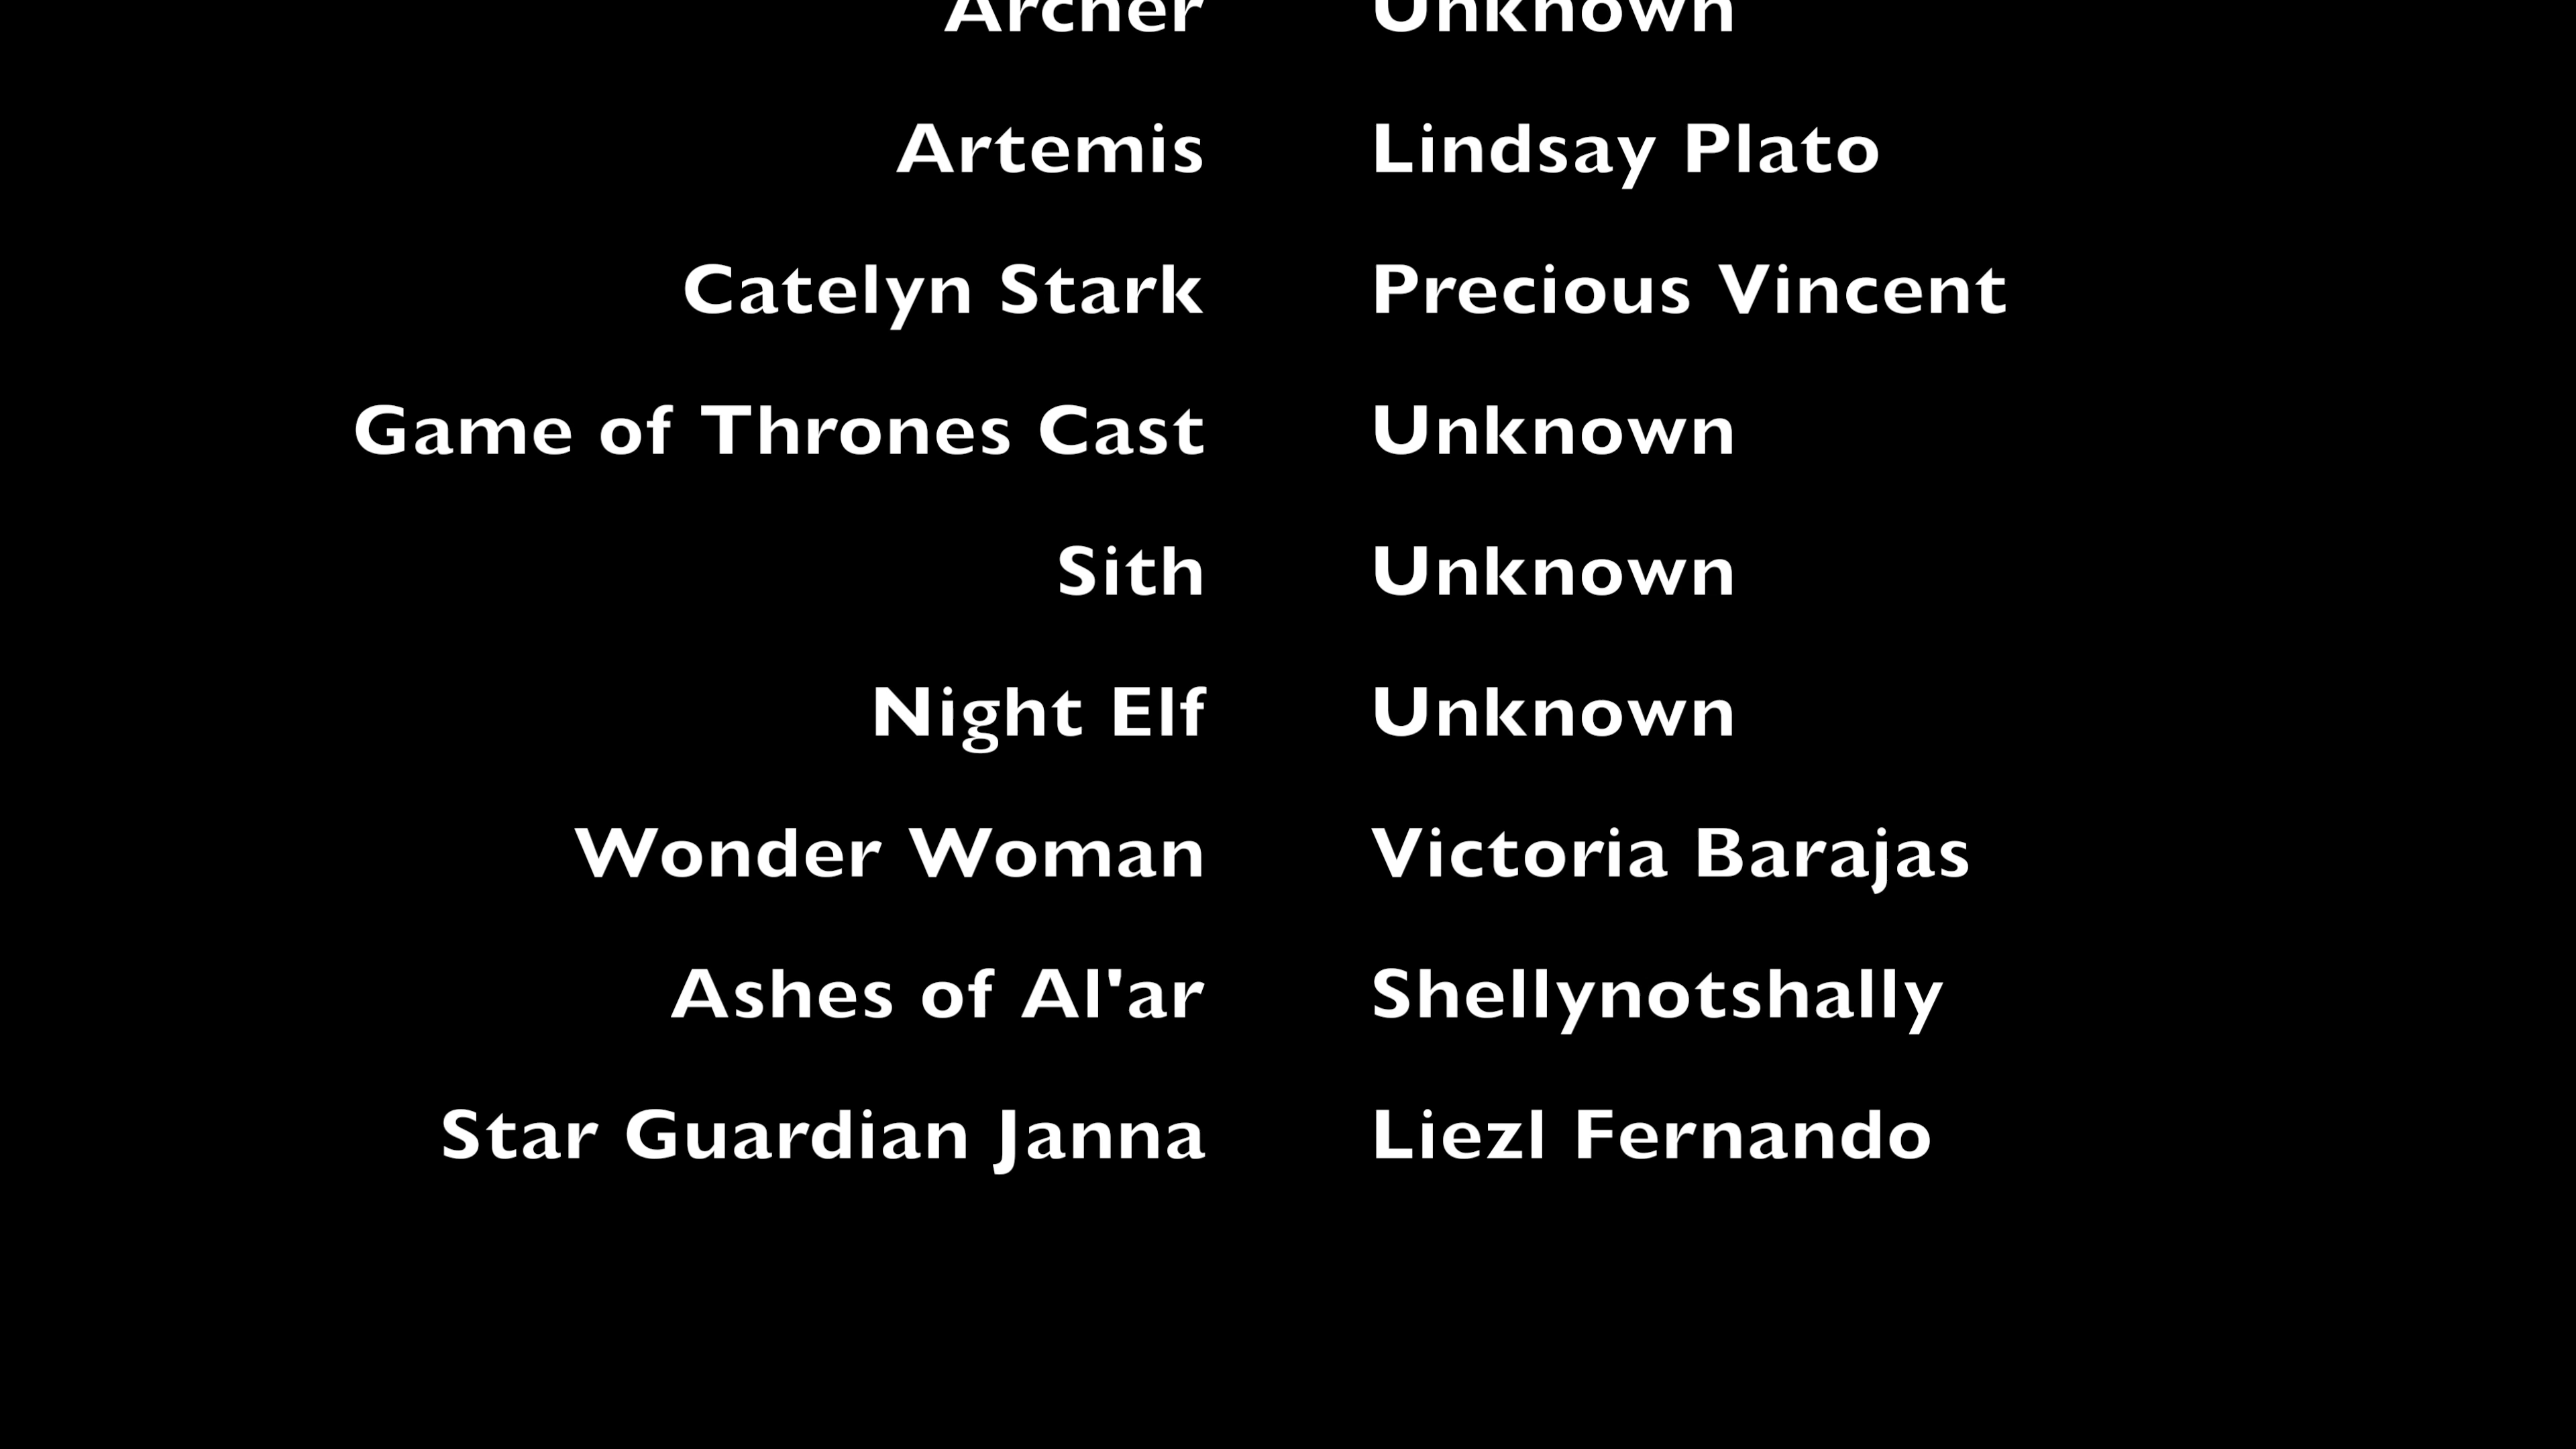 Archer Unknown
Artemis Lindsay Plato
Catelyn Stark Precious Vincent
Game of Thrones Cast Unknown
Sith Unknown
Night Elf Unknown
Wonder Woman Victoria Barajas
Ashes of Al'ar Shellynotshally
Star Guardian Janna Liezl Fernando